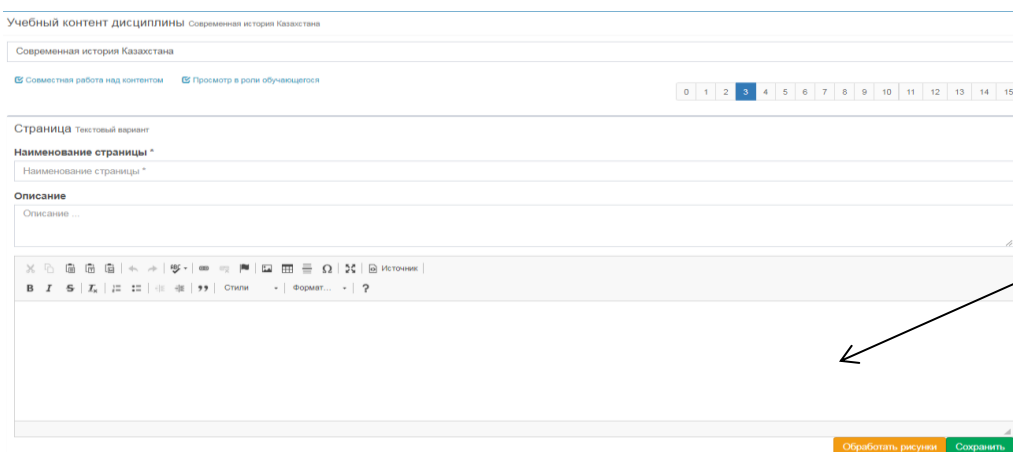 Учебный контент дисциплины Современная история Казахстана
Современная история Казахстана
Совместная работа над контентом Просмотр в роли обучающегося
0 1 2 3 4 5 6 7 8 9 10 11 12 13 14 15
Страница Текстовый вариант
Наименование страницы *
Наименование страницы *
Описание
Описание ...
Источник
B I S Tx Стили Формат... ?
Обработать рисунки Сохранить